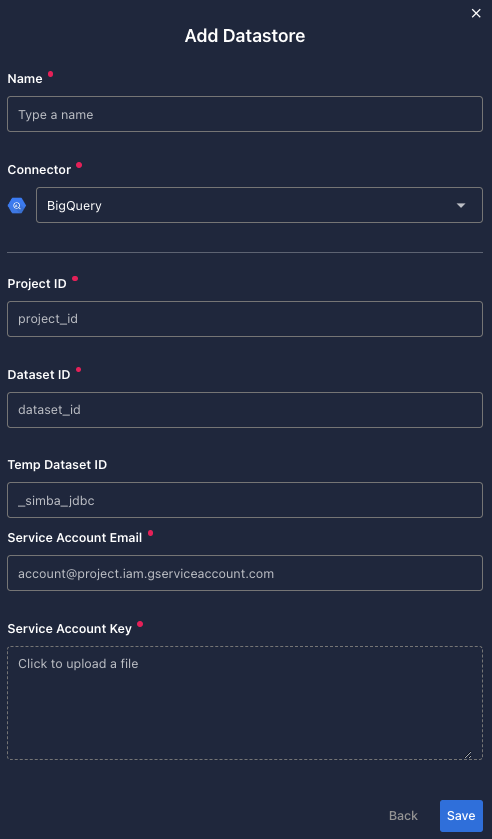 Add Datastore
Name
Type a name
Connector
BigQuery
Project ID
project_id
Dataset ID
dataset_id
Temp Dataset ID
_simba_jdbc
Service Account Email
account@project.iam.gserviceaccount.com
Service Account Key
Click to upload a file
Back Save